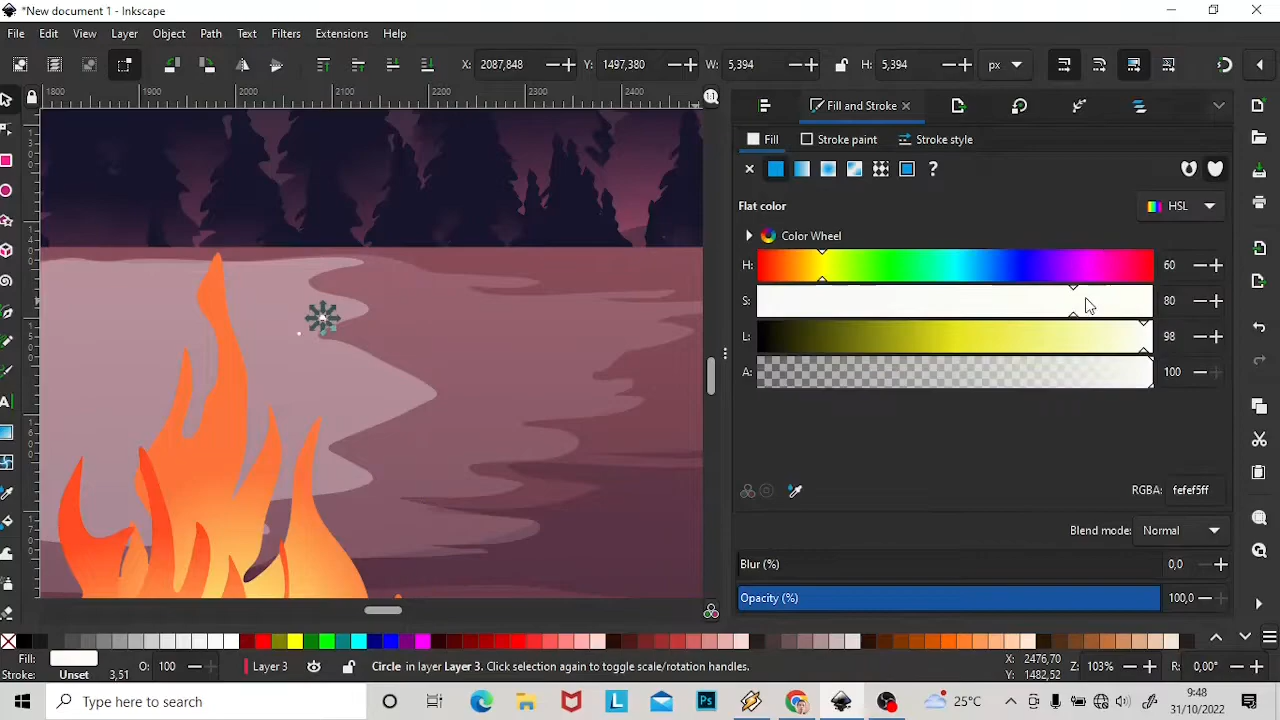 *New document 1 - Inkscape
File Edit View Layer Object Path Text Filters Extensions Help
X: 2087,848 Y: 1497,380 W: 5,394 H: 5,394 px
1800 1900 2000 2100 2200 2300 2400 1:1
Fill and Stroke
Fill Stroke paint Stroke style
?
Flat color HSL
Color Wheel
H: 60
S: 80
L: 98
A: 100
RGBA: fefef5ff
Blend mode: Normal
Blur (%) 0,0
Opacity (%) 100,0
Fill: O: 100 Layer 3 Circle in layer Layer 3. Click selection again to toggle scale/rotation handles. X: 2476,70 Z: 103% R: 0,00°
Stroke: Unset 3,51 Y: 1482,52
Type here to search L Ps 25°C 9:48
31/10/2022